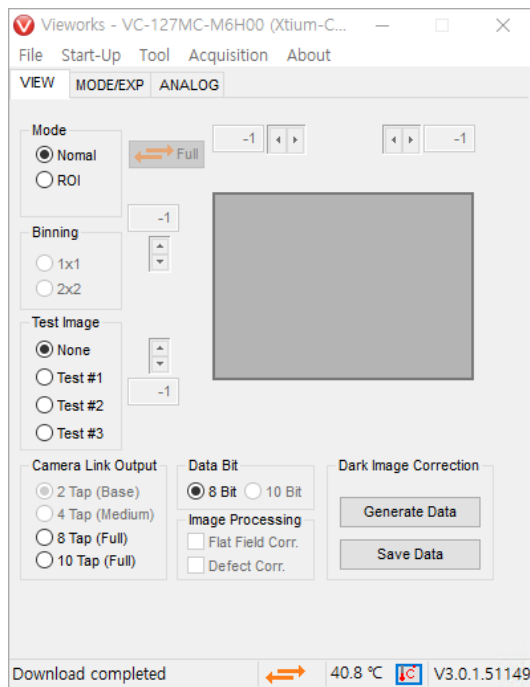 Vieworks - VC-127MC-M6H00 (Xtium-C...
File Start-Up Tool Acquisition About
VIEW MODE/EXP ANALOG
Mode
Nomal
ROI
Full
-1
-1
-1
Binning
1x1
2x2
Test Image
None
Test #1
Test #2
Test #3
-1
Camera Link Output
2 Tap (Base)
4 Tap (Medium)
8 Tap (Full)
10 Tap (Full)
Data Bit
8 Bit 10 Bit
Image Processing
Flat Field Corr.
Defect Corr.
Dark Image Correction
Generate Data
Save Data
Download completed 40.8 ℃ C V3.0.1.51149